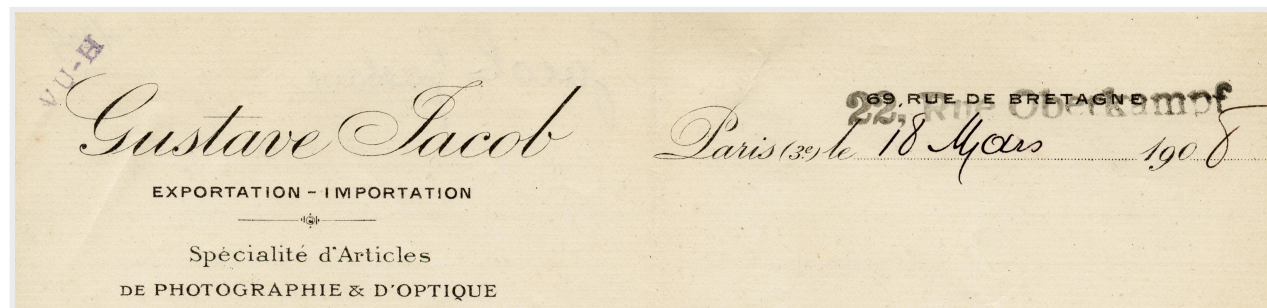 VU-H
Gustave Jacob
EXPORTATION - IMPORTATION
Spécialité d'Articles
DE PHOTOGRAPHIE & D'OPTIQUE
69, RUE DE BRETAGNE
22, Rue Oberkampf
Paris (3e) le 18 Mars 1908